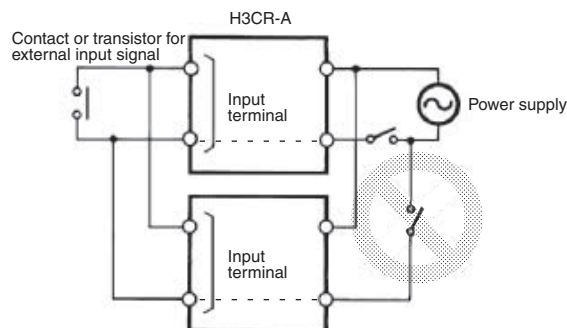 H3CR-A
Contact or transistor for
external input signal
Input
terminal
Power supply
Input
terminal